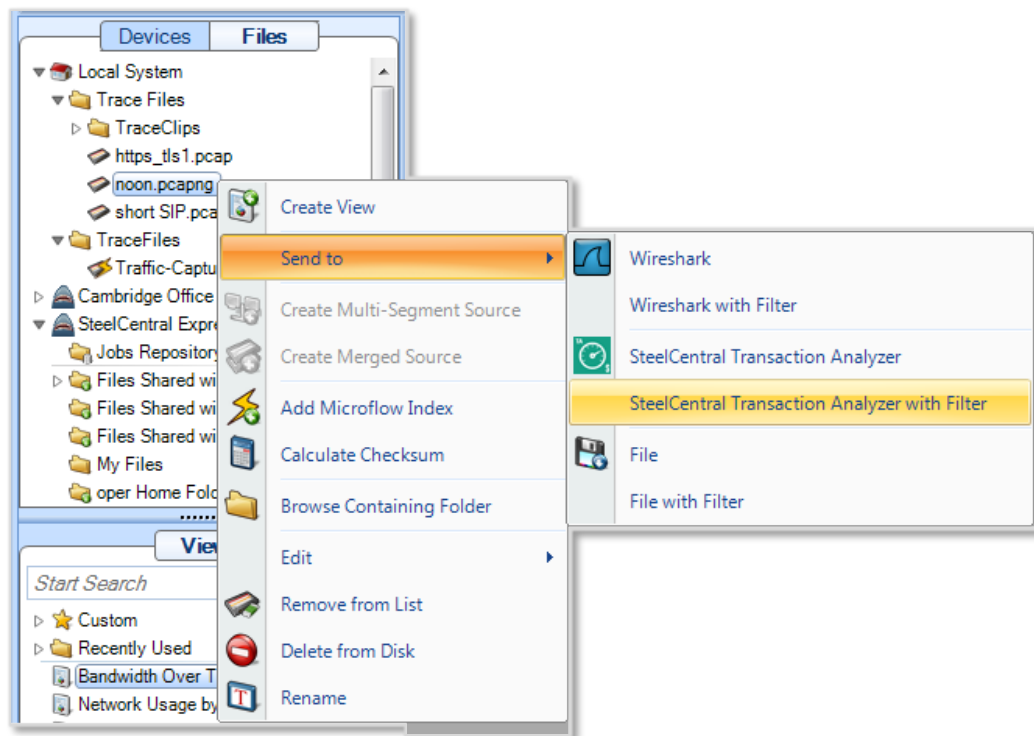 Devices
Files
Local System
Trace Files
TraceClips
https_tls1.pcap
noon.pcapng
short SIP.pca
TraceFiles
Traffic-Captu
Cambridge Office
SteelCentral Expre
Jobs Repository
Files Shared wi
Files Shared wi
Files Shared wi
My Files
oper Home Fold
Create View
Send to
Create Multi-Segment Source
Create Merged Source
Add Microflow Index
Calculate Checksum
Browse Containing Folder
Edit
Remove from List
Delete from Disk
Rename
Wireshark
Wireshark with Filter
SteelCentral Transaction Analyzer
SteelCentral Transaction Analyzer with Filter
File
File with Filter
View
Start Search
Custom
Recently Used
Bandwidth Over T
Network Usage by